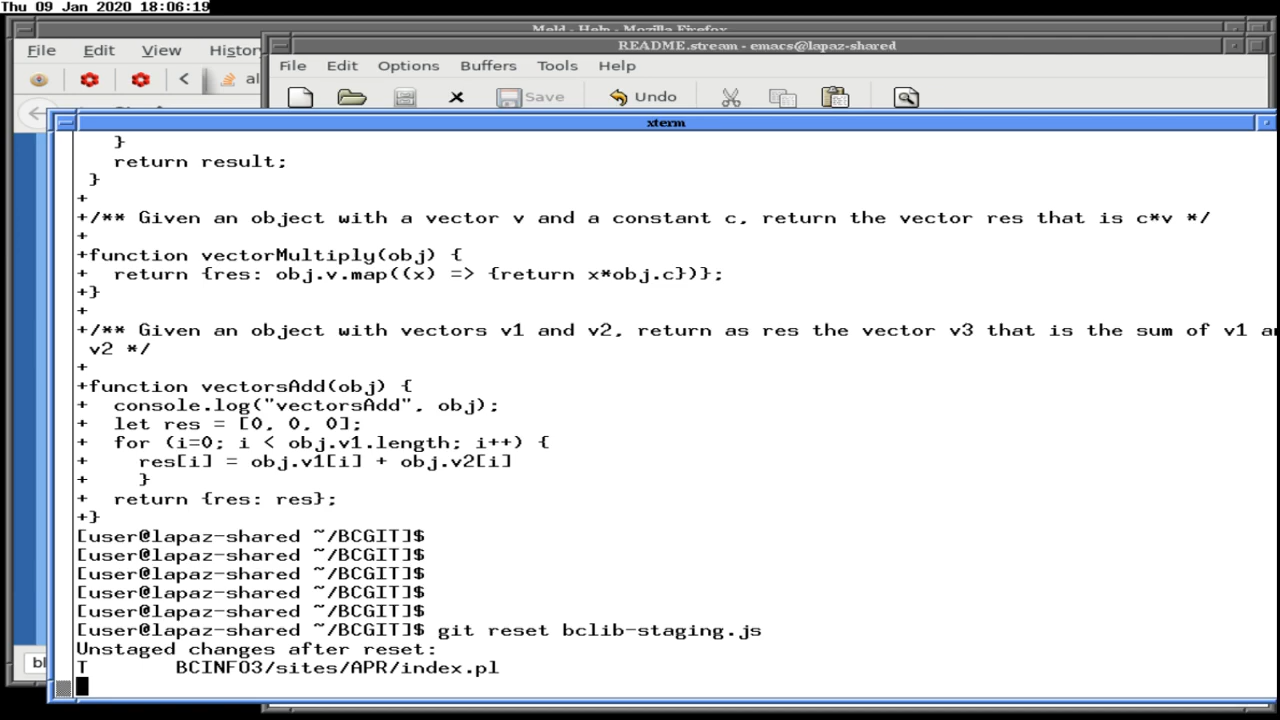 Thu 09 Jan 2020 18:06:19
Meld - Help - Mozilla Firefox
File Edit View History
al
README.stream - emacs@lapaz-shared
File Edit Options Buffers Tools Help
Save Undo
xterm
   }
   return result;
 }
+
+/** Given an object with a vector v and a constant c, return the vector res that is c*v */
+
+function vectorMultiply(obj) {
+  return {res: obj.v.map((x) => {return x*obj.c})};
+}
+
+/** Given an object with vectors v1 and v2, return as res the vector v3 that is the sum of v1 an
 v2 */
+
+function vectorsAdd(obj) {
+  console.log("vectorsAdd", obj);
+  let res = [0, 0, 0];
+  for (i=0; i < obj.v1.length; i++) {
+    res[i] = obj.v1[i] + obj.v2[i]
+    }
+  return {res: res};
+}
[user@lapaz-shared ~/BCGIT]$
[user@lapaz-shared ~/BCGIT]$
[user@lapaz-shared ~/BCGIT]$
[user@lapaz-shared ~/BCGIT]$
[user@lapaz-shared ~/BCGIT]$
[user@lapaz-shared ~/BCGIT]$ git reset bclib-staging.js
Unstaged changes after reset:
T       BCINFO3/sites/APR/index.pl
bl